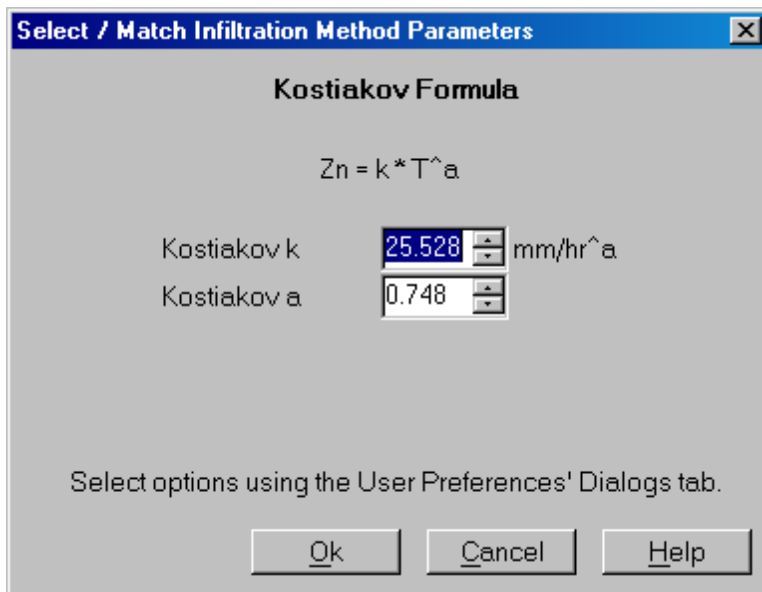 Select / Match Infiltration Method Parameters
Kostiakov Formula
Zn = k * T^a
Kostiakov k 25.528 mm/hr^a
Kostiakov a 0.748
Select options using the User Preferences' Dialogs tab.
Ok Cancel Help